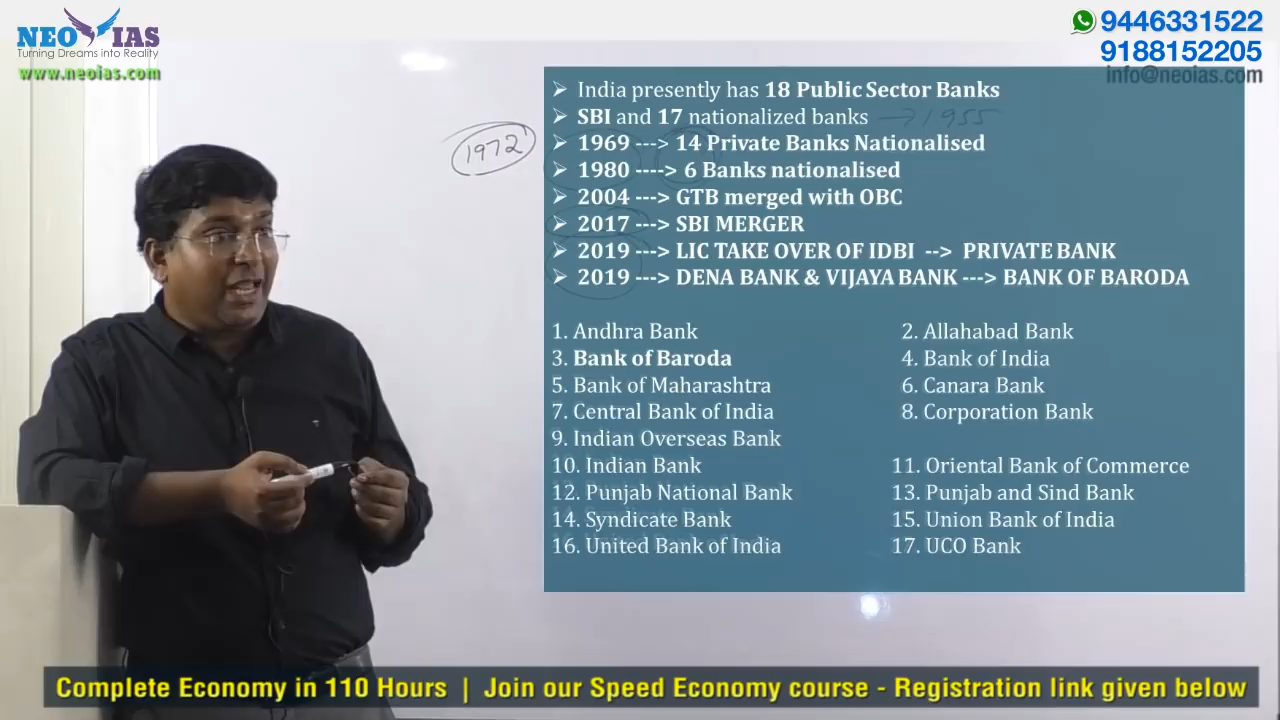 NEO IAS
Turning Dreams into Reality
www.neoias.com
9446331522
9188152205
info@neoias.com
➢ India presently has 18 Public Sector Banks
➢ SBI and 17 nationalized banks → 1955
1972
➢ 1969 ---> 14 Private Banks Nationalised
➢ 1980 ----> 6 Banks nationalised
➢ 2004 ---> GTB merged with OBC
➢ 2017 ---> SBI MERGER
➢ 2019 ---> LIC TAKE OVER OF IDBI --> PRIVATE BANK
➢ 2019 ---> DENA BANK & VIJAYA BANK ---> BANK OF BARODA
1. Andhra Bank 2. Allahabad Bank
3. Bank of Baroda 4. Bank of India
5. Bank of Maharashtra 6. Canara Bank
7. Central Bank of India 8. Corporation Bank
9. Indian Overseas Bank
10. Indian Bank 11. Oriental Bank of Commerce
12. Punjab National Bank 13. Punjab and Sind Bank
14. Syndicate Bank 15. Union Bank of India
16. United Bank of India 17. UCO Bank
Complete Economy in 110 Hours | Join our Speed Economy course - Registration link given below